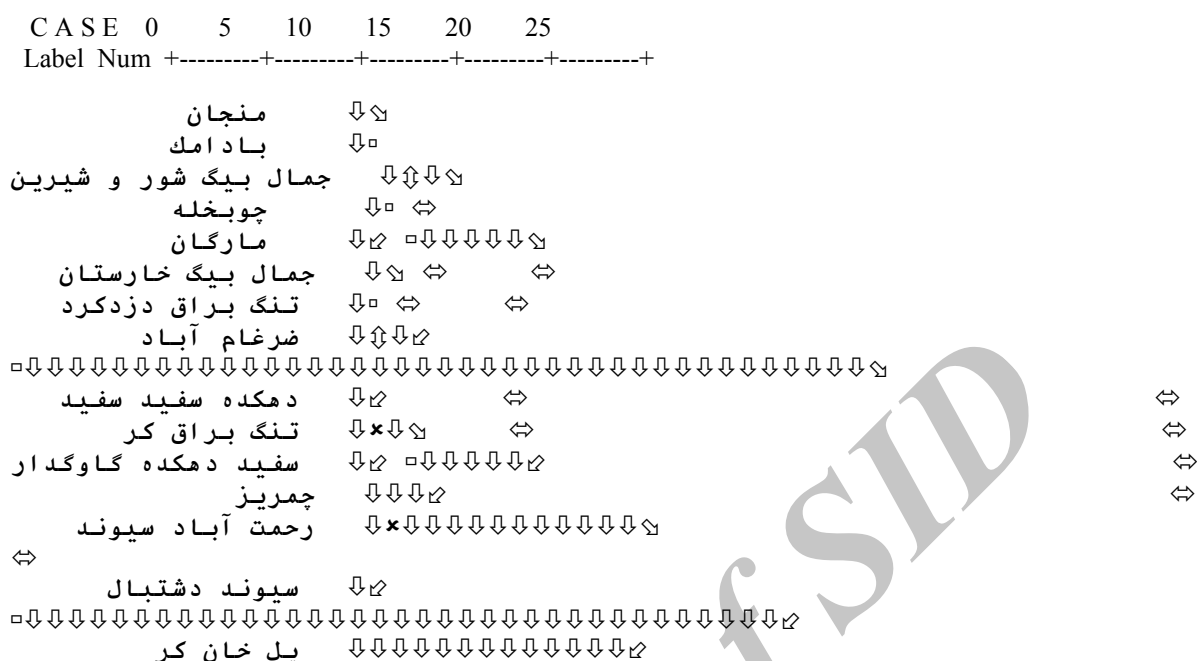 C A S E 0 5 10 15 20 25
Label Num +---------+---------+---------+---------+---------+
منجان ⇩⬂
بادامك ⇩▫
جمال بيگ شور و شيرين ⇩⇳⇩⬂
چوبخله ⇩▫ ⬄
مارگان ⇩⬃ ▫⇩⇩⇩⇩⇩⬂
جمال بيگ خارستان ⇩⬂ ⬄ ⬄
تنگ براق دزدكرد ⇩▫ ⬄ ⬄
ضرغام آباد ⇩⇳⇩⬃
▫⇩⇩⇩⇩⇩⇩⇩⇩⇩⇩⇩⇩⇩⇩⇩⇩⇩⇩⇩⇩⇩⇩⇩⇩⇩⇩⇩⇩⇩⇩⇩⇩⇩⇩⇩⇩⇩⇩⇩⬂
دهكده سفيد سفيد ⇩⬃ ⬄ ⬄
تنگ براق كر ⇩×⇩⬂ ⬄ ⬄
سفيد دهكده گاوگدار ⇩⬃ ▫⇩⇩⇩⇩⇩⬃ ⬄
چمريز ⇩⇩⇩⬃ ⬄
رحمت آباد سيوند ⇩×⇩⇩⇩⇩⇩⇩⇩⇩⇩⇩⇩⬂
⬄
سيوند دشتبال ⇩⬃
▫⇩⇩⇩⇩⇩⇩⇩⇩⇩⇩⇩⇩⇩⇩⇩⇩⇩⇩⇩⇩⇩⇩⇩⇩⇩⇩⇩⇩⇩⇩⇩⇩⇩⇩⇩⬃
پل خان كر ⇩⇩⇩⇩⇩⇩⇩⇩⇩⇩⇩⇩⇩⬃
f SID